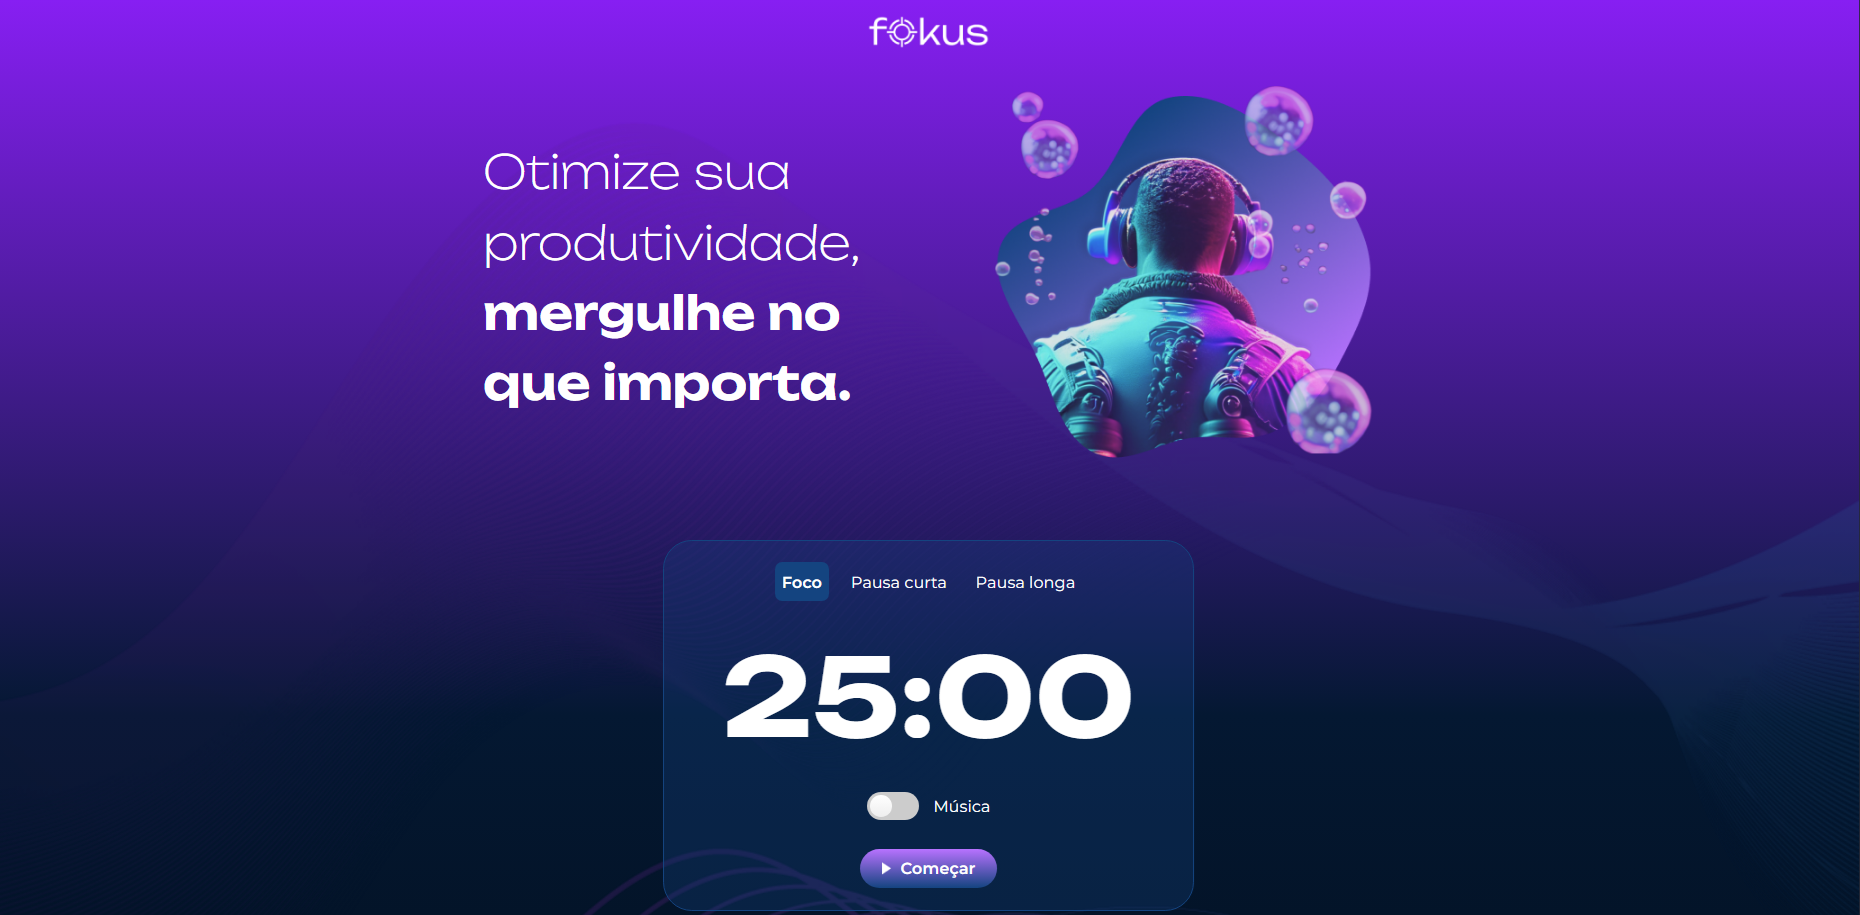 fokus
Otimize sua
produtividade,
mergulhe no
que importa.
Foco Pausa curta Pausa longa
25:00
Música
Começar